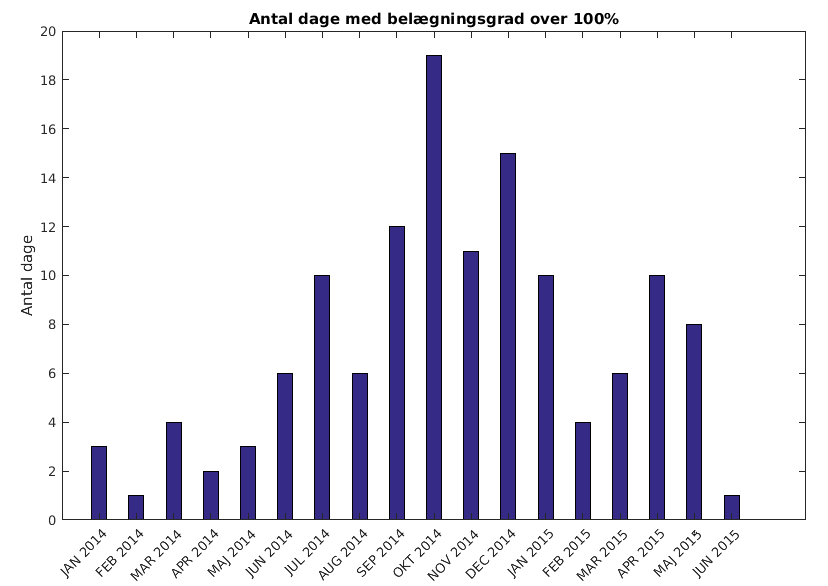 Antal dage med belægningsgrad over 100%
Antal dage
20
18
16
14
12
10
8
6
4
2
0
JAN 2014
FEB 2014
MAR 2014
APR 2014
MAJ 2014
JUN 2014
JUL 2014
AUG 2014
SEP 2014
OKT 2014
NOV 2014
DEC 2014
JAN 2015
FEB 2015
MAR 2015
APR 2015
MAJ 2015
JUN 2015